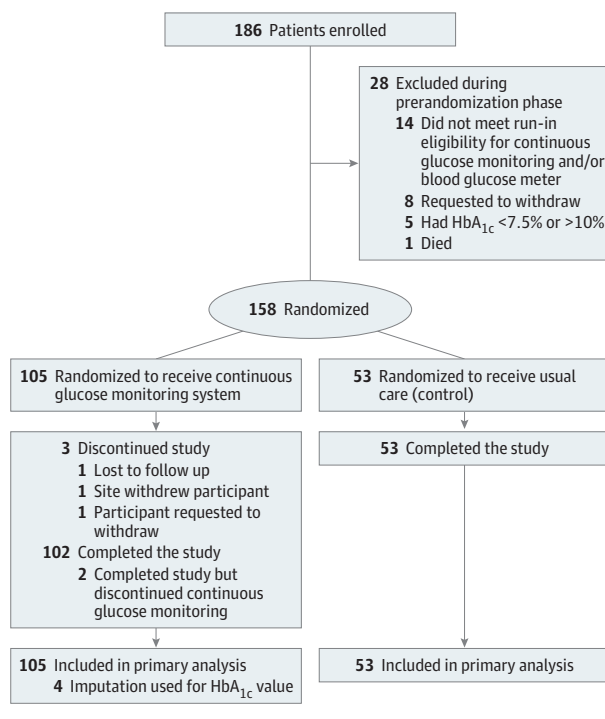 186 Patients enrolled
28 Excluded during
prerandomization phase
14 Did not meet run-in
eligibility for continuous
glucose monitoring and/or
blood glucose meter
8 Requested to withdraw
5 Had HbA1c <7.5% or >10%
1 Died
158 Randomized
105 Randomized to receive continuous
glucose monitoring system
53 Randomized to receive usual
care (control)
3 Discontinued study
1 Lost to follow up
1 Site withdrew participant
1 Participant requested to
withdraw
102 Completed the study
2 Completed study but
discontinued continuous
glucose monitoring
53 Completed the study
105 Included in primary analysis
4 Imputation used for HbA1c value
53 Included in primary analysis